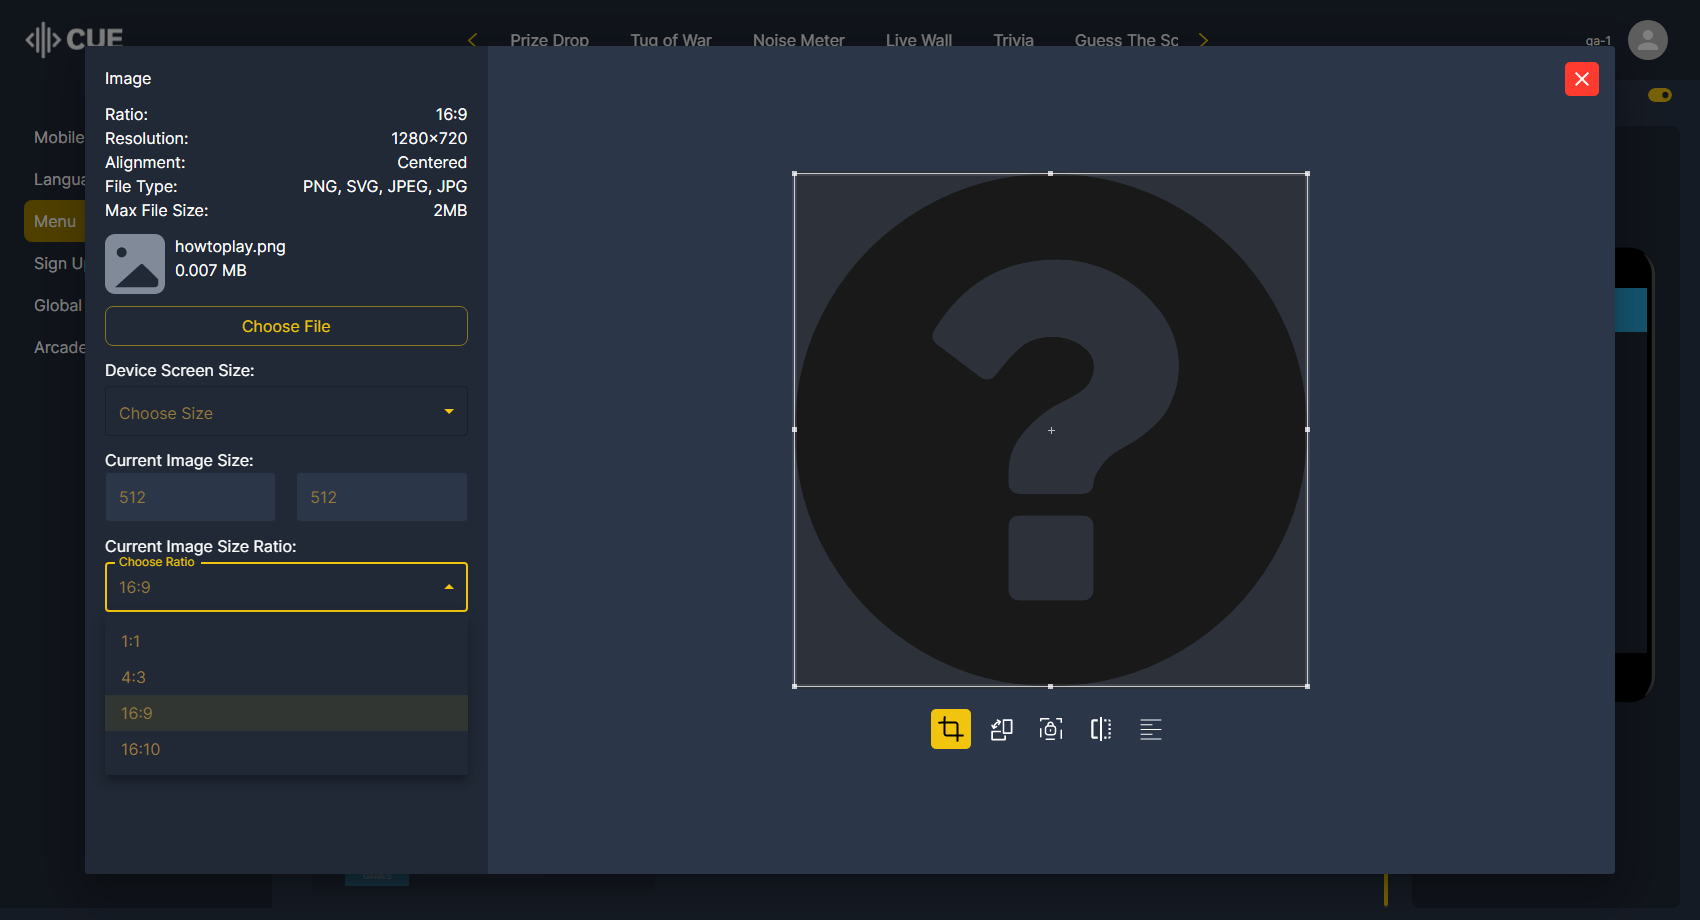 CUE
Prize Drop
Tug of War
Noise Meter
Live Wall
Trivia
Guess The Sc
qa-1
Mobile
Langua
Menu
Sign U
Global
Arcade
Image
Ratio: 16:9
Resolution: 1280×720
Alignment: Centered
File Type: PNG, SVG, JPEG, JPG
Max File Size: 2MB
howtoplay.png
0.007 MB
Choose File
Device Screen Size:
Choose Size
Current Image Size:
512 512
Current Image Size Ratio:
Choose Ratio
16:9
1:1
4:3
16:9
16:10
?